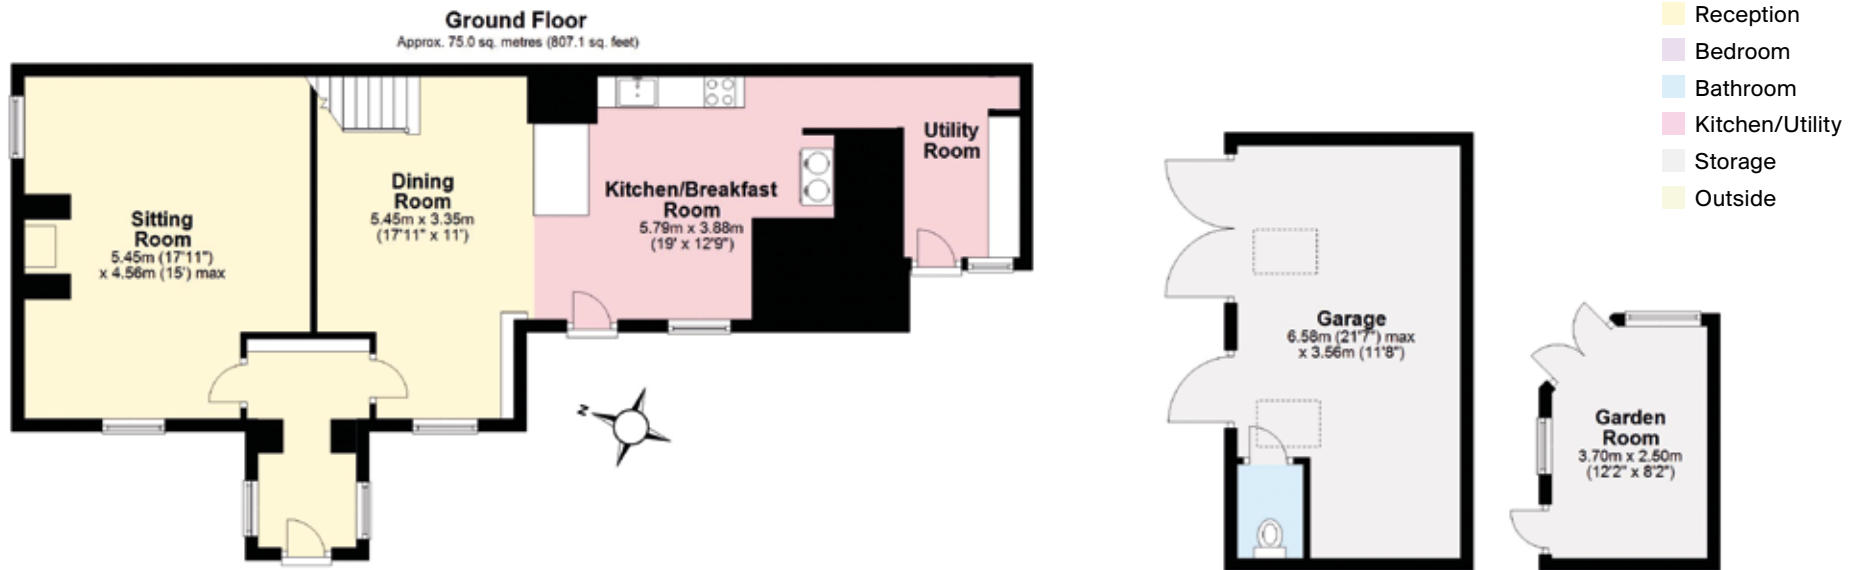 Ground Floor
Approx. 75.0 sq. metres (807.1 sq. feet)
Sitting
Room
5.45m (17'11")
x 4.56m (15') max
Dining
Room
5.45m x 3.35m
(17'11" x 11')
Kitchen/Breakfast
Room
5.79m x 3.88m
(19' x 12'9")
Utility
Room
N
Garage
6.58m (21'7") max
x 3.56m (11'8")
Garden
Room
3.70m x 2.50m
(12'2" x 8'2")
Reception
Bedroom
Bathroom
Kitchen/Utility
Storage
Outside